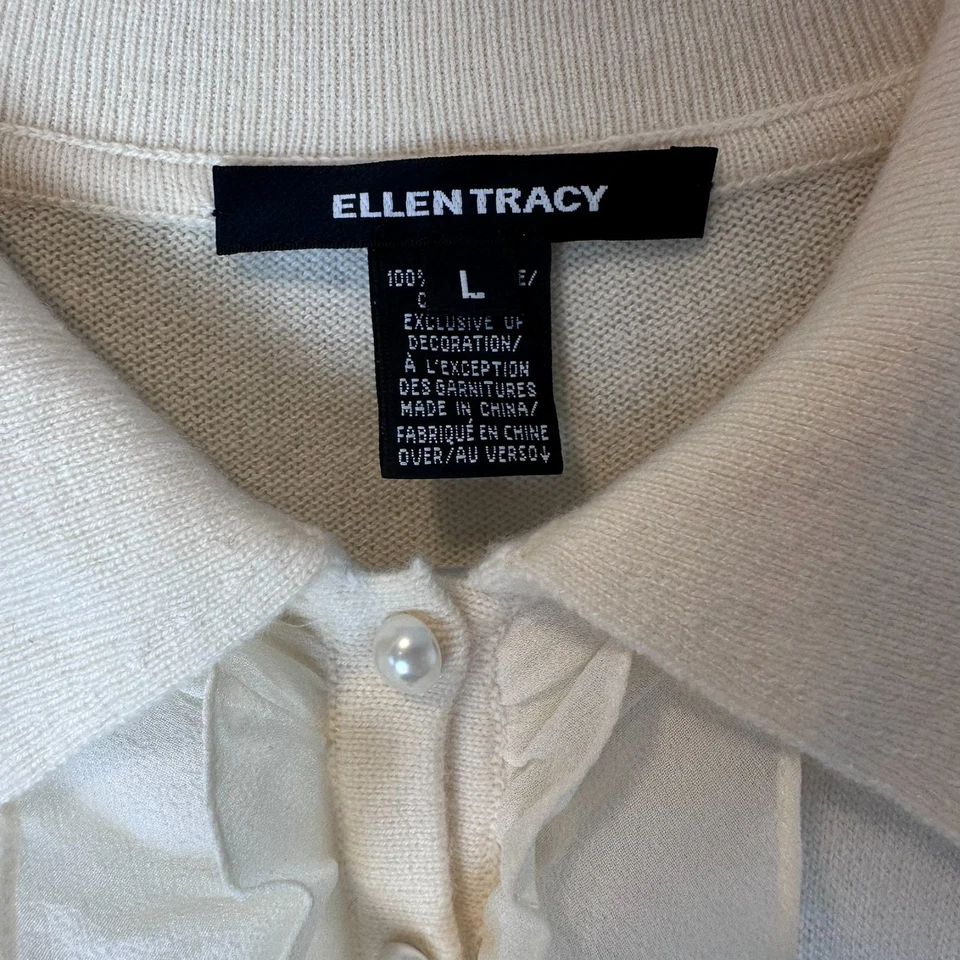 ELLEN TRACY
L
100%
EXCLUSIVE OF
DECORATION/
À L'EXCEPTION
DES GARNITURES
MADE IN CHINA/
FABRIQUÉ EN CHINE
OVER/AU VERSO↓